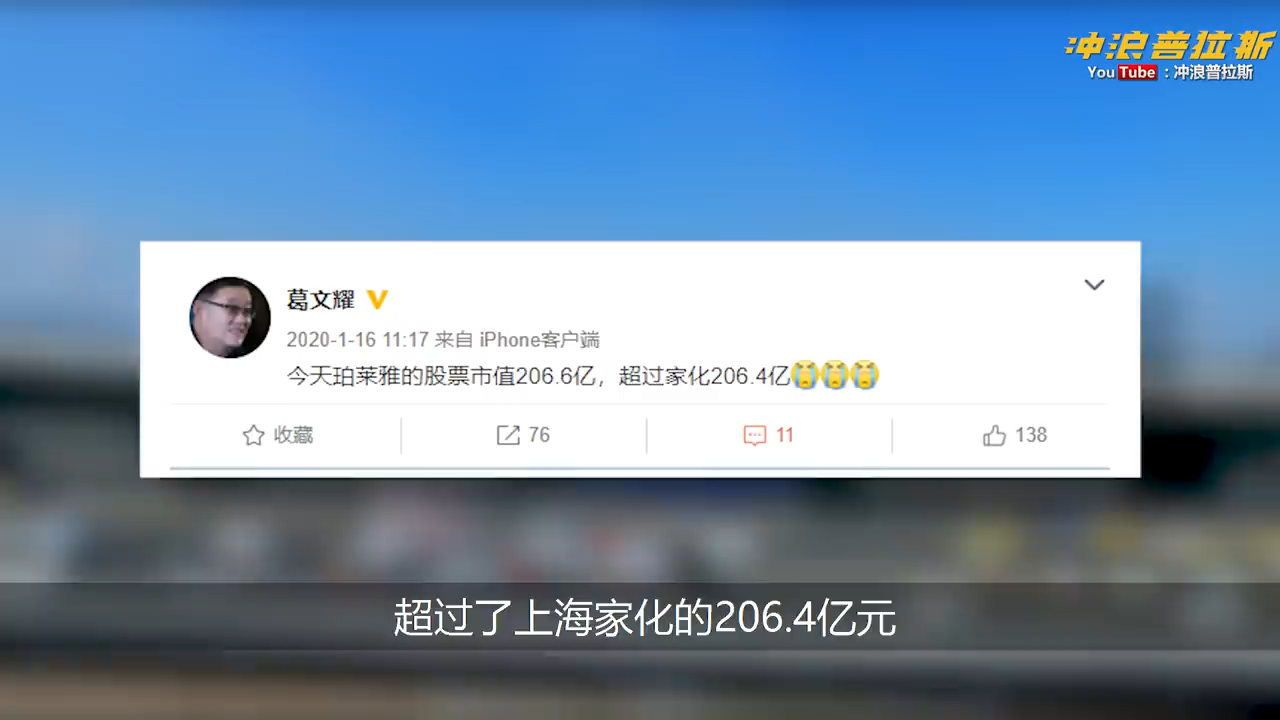 冲浪普拉斯
YouTube：冲浪普拉斯
葛文耀
2020-1-16 11:17 来自 iPhone客户端
今天珀莱雅的股票市值206.6亿，超过家化206.4亿😭😭😭
收藏
76
11
138
超过了上海家化的206.4亿元